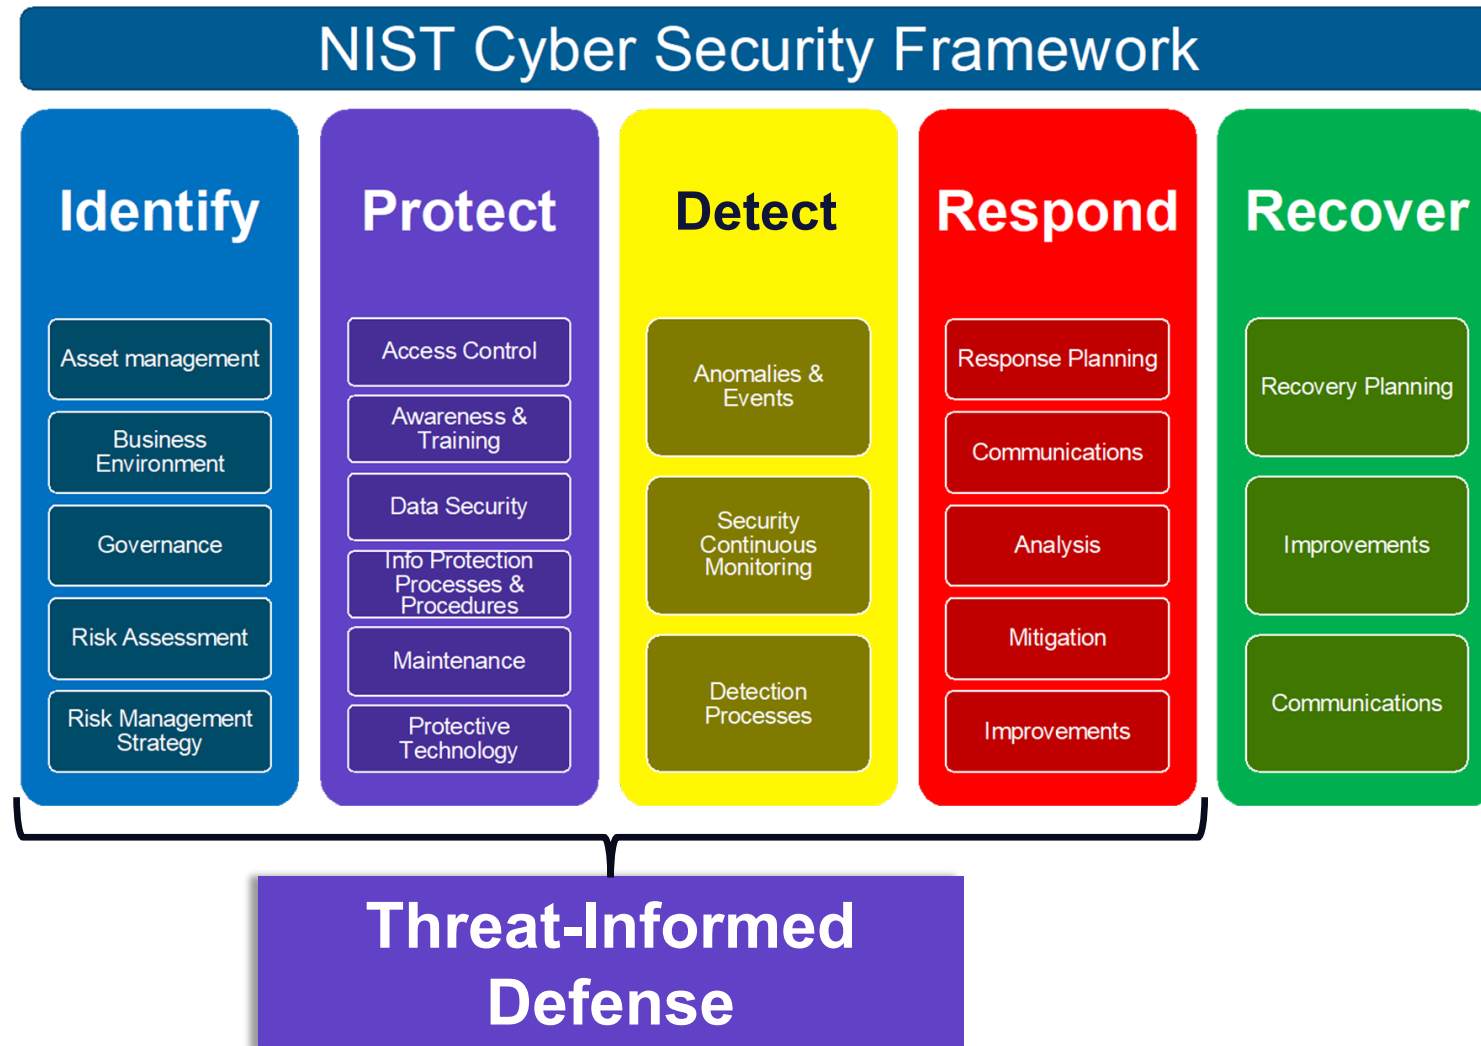 NIST Cyber Security Framework
Identify
Asset management
Business
Environment
Governance
Risk Assessment
Risk Management
Strategy
Protect
Access Control
Awareness &
Training
Data Security
Info Protection
Processes &
Procedures
Maintenance
Protective
Technology
Detect
Anomalies &
Events
Security
Continuous
Monitoring
Detection
Processes
Respond
Response Planning
Communications
Analysis
Mitigation
Improvements
Recover
Recovery Planning
Improvements
Communications
Threat-Informed
Defense